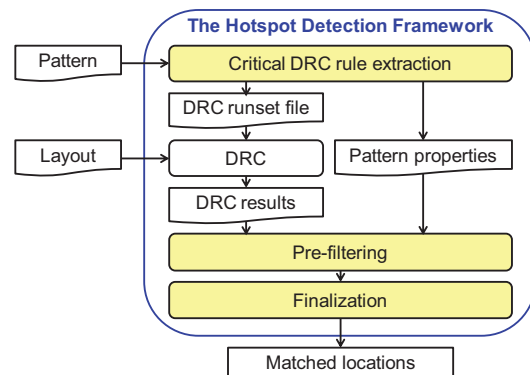 The Hotspot Detection Framework
Pattern
Critical DRC rule extraction
DRC runset file
Layout
DRC
Pattern properties
DRC results
Pre-filtering
Finalization
Matched locations